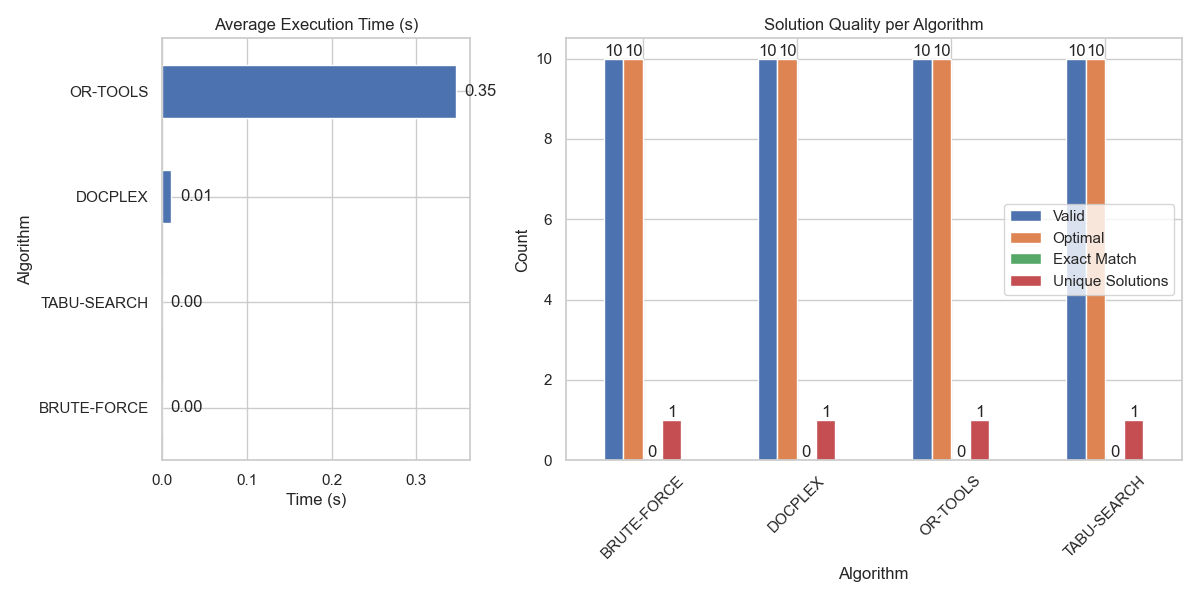 Average Execution Time (s)
OR-TOOLS
0.35
DOCPLEX
0.01
TABU-SEARCH
0.00
BRUTE-FORCE
0.00
Algorithm
0.0 0.1 0.2 0.3
Time (s)
Solution Quality per Algorithm
10 10 10 10 10 10 10 10
10
8
6
4
2
0
Count
Valid
Optimal
Exact Match
Unique Solutions
0 1 0 1 0 1 0 1
BRUTE-FORCE
DOCPLEX
OR-TOOLS
TABU-SEARCH
Algorithm